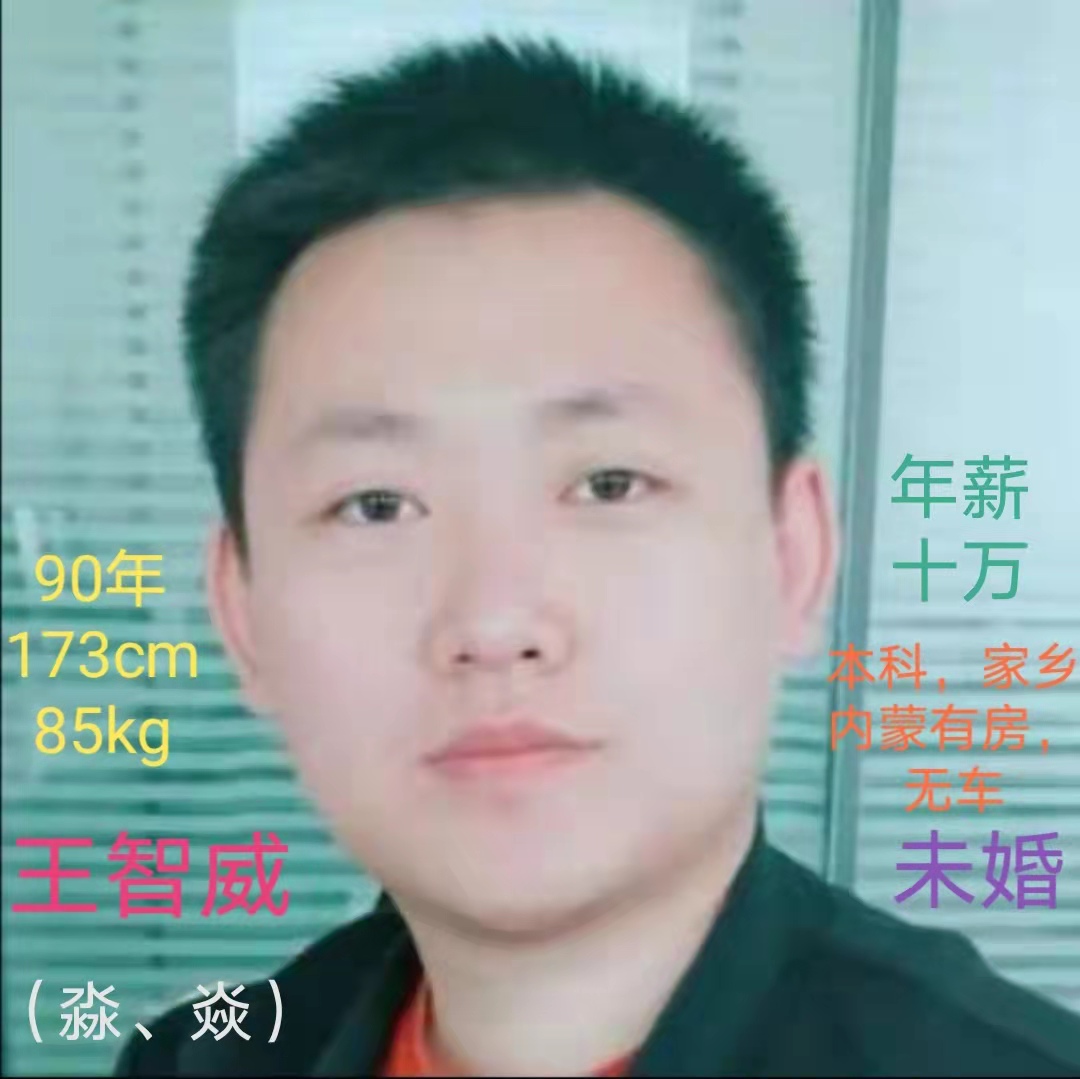 90年
173cm
85kg
王智威
（淼、焱）
年薪
十万
本科，家乡
内蒙有房，
无车
未婚